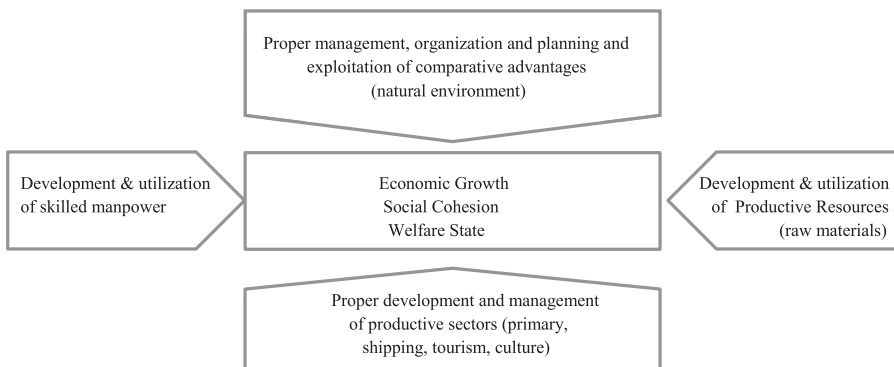 Proper management, organization and planning and
exploitation of comparative advantages
(natural environment)
Development & utilization
of skilled manpower
Economic Growth
Social Cohesion
Welfare State
Development & utilization
of Productive Resources
(raw materials)
Proper development and management
of productive sectors (primary,
shipping, tourism, culture)